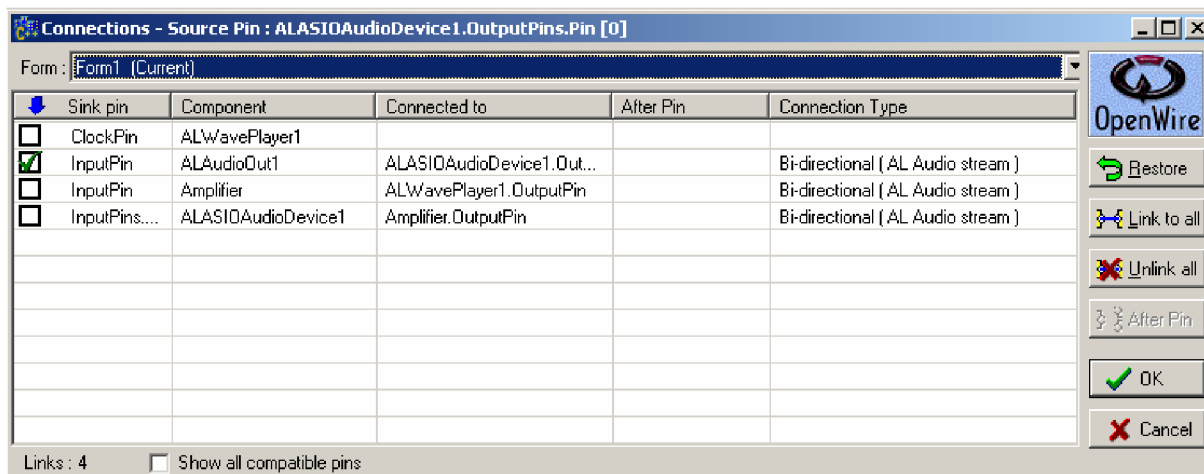 Connections - Source Pin : ALASIOAudioDevice1.OutputPins.Pin [0]
Form : Form1 (Current)
Sink pin Component Connected to After Pin Connection Type
ClockPin ALWavePlayer1
InputPin ALAudioOut1 ALASIOAudioDevice1.Out... Bi-directional ( AL Audio stream )
InputPin Amplifier ALWavePlayer1.OutputPin Bi-directional ( AL Audio stream )
InputPins.... ALASIOAudioDevice1 Amplifier.OutputPin Bi-directional ( AL Audio stream )
OpenWire
Restore
Link to all
Unlink all
After Pin
OK
Cancel
Links : 4 Show all compatible pins